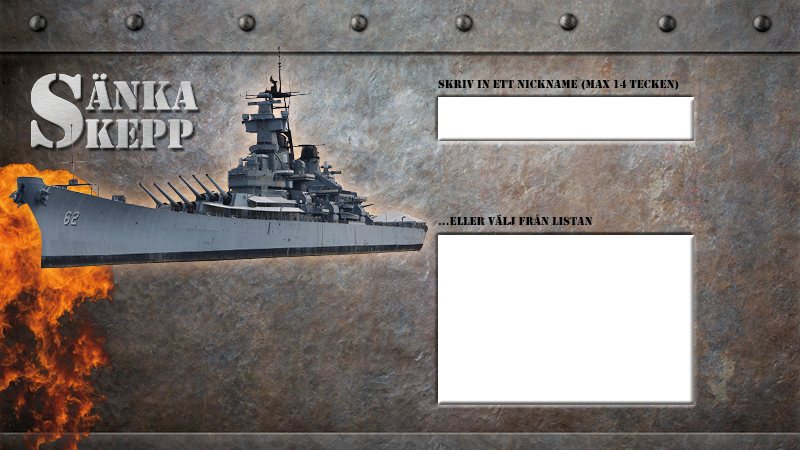 SÄNKA
SKEPP
SKRIV IN ETT NICKNAME (MAX 14 TECKEN)
...ELLER VÄLJ FRÅN LISTAN
62